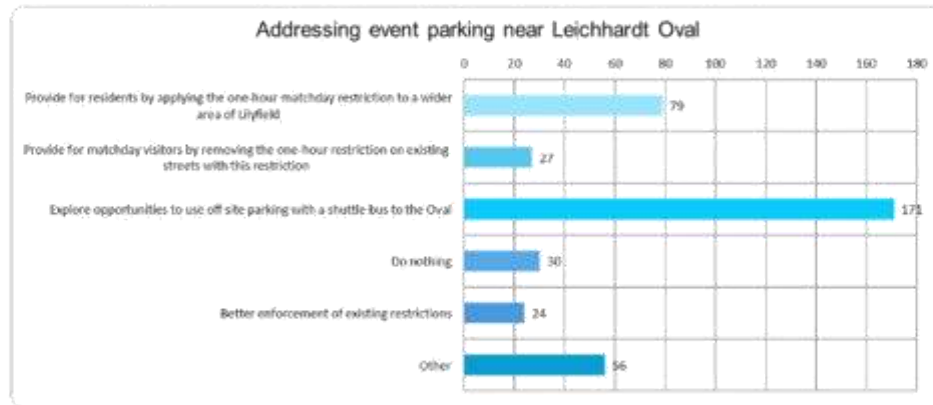 Addressing event parking near Leichhardt Oval
0 20 40 60 80 100 120 140 160 180
Provide for residents by applying the one-hour matchday restriction to a wider
area of Lilyfield
79
Provide for matchday visitors by removing the one-hour restriction on existing
streets with this restriction
27
Explore opportunities to use off site parking with a shuttle bus to the Oval
171
Do nothing
30
Better enforcement of existing restrictions
24
Other
56